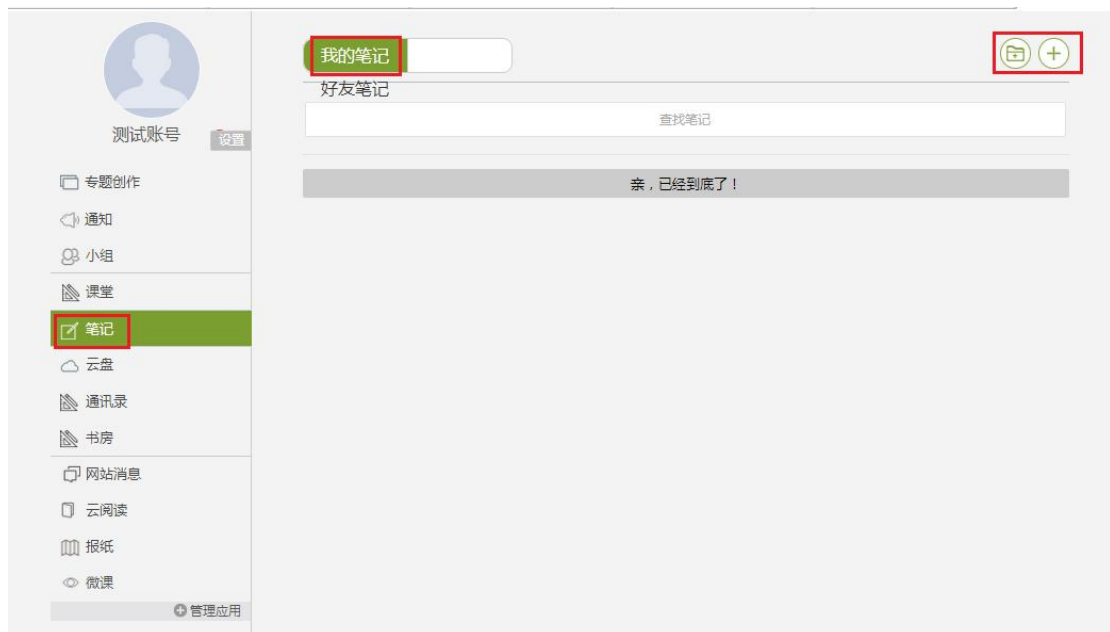 测试账号
设置
专题创作
通知
小组
课堂
笔记
云盘
通讯录
书房
网站消息
云阅读
报纸
微课
管理应用
我的笔记
好友笔记
查找笔记
亲，已经到底了！